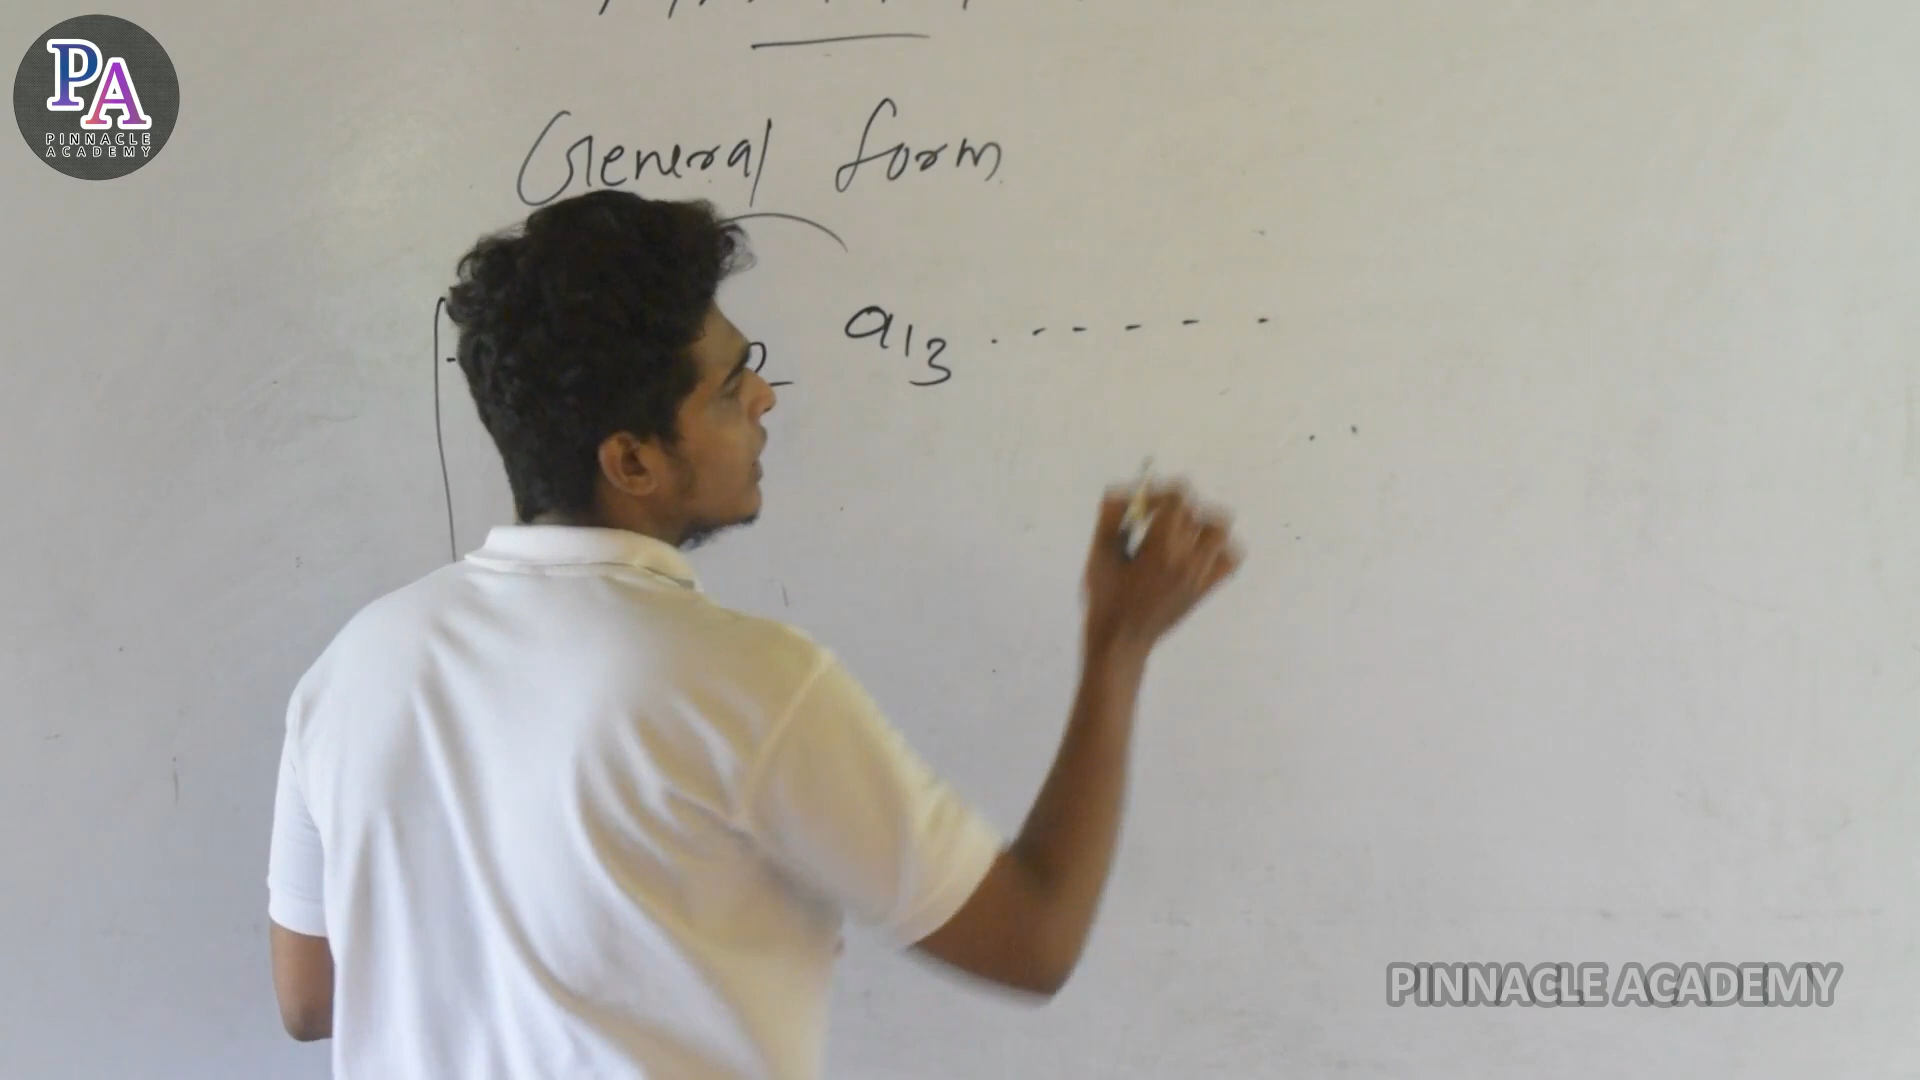 PA
PINNACLE
ACADEMY
General form
a13 . - - - - -
PINNACLE ACADEMY